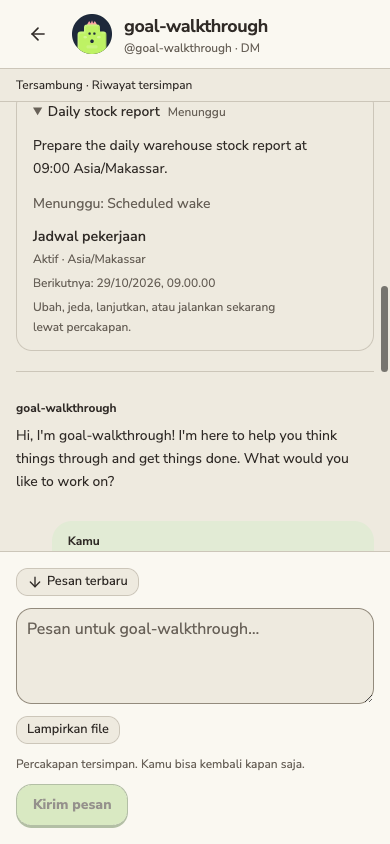 goal-walkthrough
@goal-walkthrough · DM
Tersambung · Riwayat tersimpan
Daily stock report Menunggu
Prepare the daily warehouse stock report at
09:00 Asia/Makassar.
Menunggu: Scheduled wake
Jadwal pekerjaan
Aktif · Asia/Makassar
Berikutnya: 29/10/2026, 09.00.00
Ubah, jeda, lanjutkan, atau jalankan sekarang
lewat percakapan.
goal-walkthrough
Hi, I'm goal-walkthrough! I'm here to help you think
things through and get things done. What would you
like to work on?
Kamu
Pesan terbaru
Pesan untuk goal-walkthrough...
Lampirkan file
Percakapan tersimpan. Kamu bisa kembali kapan saja.
Kirim pesan